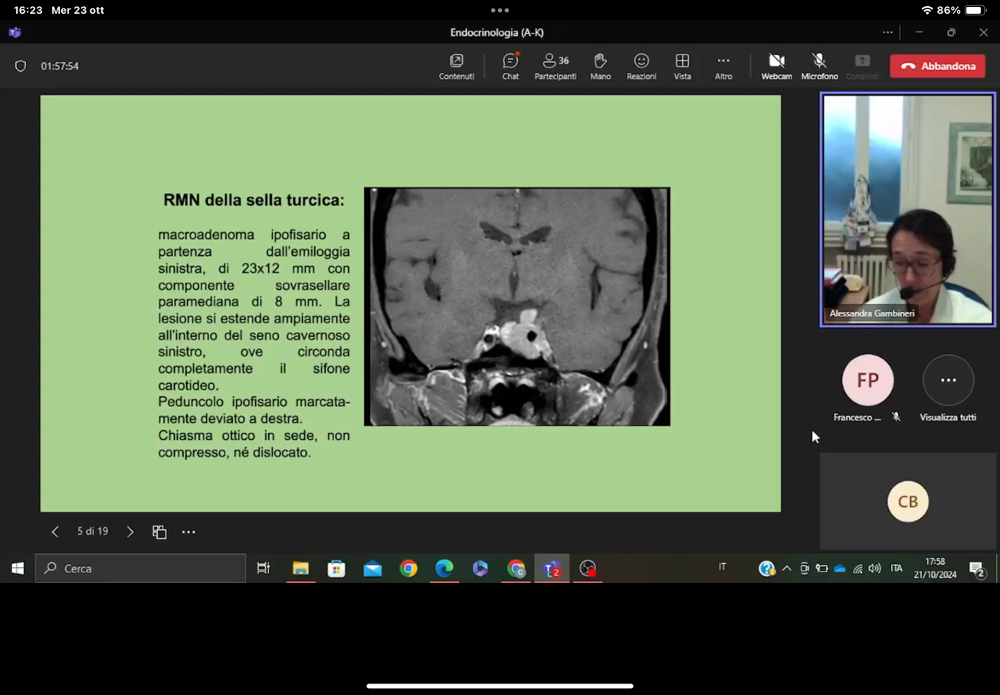 16:23 Mer 23 ott
86%
Endocrinologia (A-K)
01:57:54
Contenuti
Chat
36
Partecipanti
Mano
Reazioni
Vista
Altro
Webcam
Microfono
Condividi
Abbandona
RMN della sella turcica:
macroadenoma ipofisario a
partenza dall'emiloggia
sinistra, di 23x12 mm con
componente sovrasellare
paramediana di 8 mm. La
lesione si estende ampiamente
all'interno del seno cavernoso
sinistro, ove circonda
completamente il sifone
carotideo.
Peduncolo ipofisario marcata-
mente deviato a destra.
Chiasma ottico in sede, non
compresso, né dislocato.
Alessandra Gambineri
FP
Francesco ...
Visualizza tutti
CB
5 di 19
Cerca
2
IT
ITA
17:58
21/10/2024
2